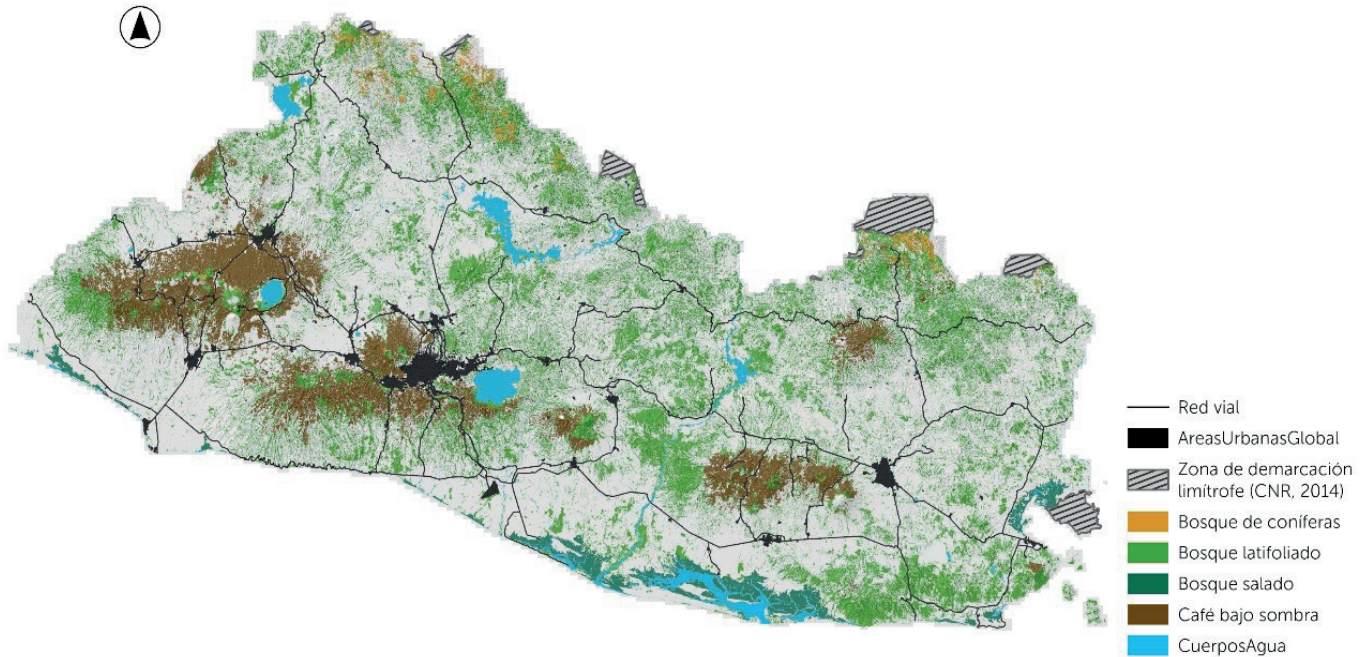 Red vial
AreasUrbanasGlobal
Zona de demarcación
limítrofe (CNR, 2014)
Bosque de coníferas
Bosque latifoliado
Bosque salado
Café bajo sombra
CuerposAgua